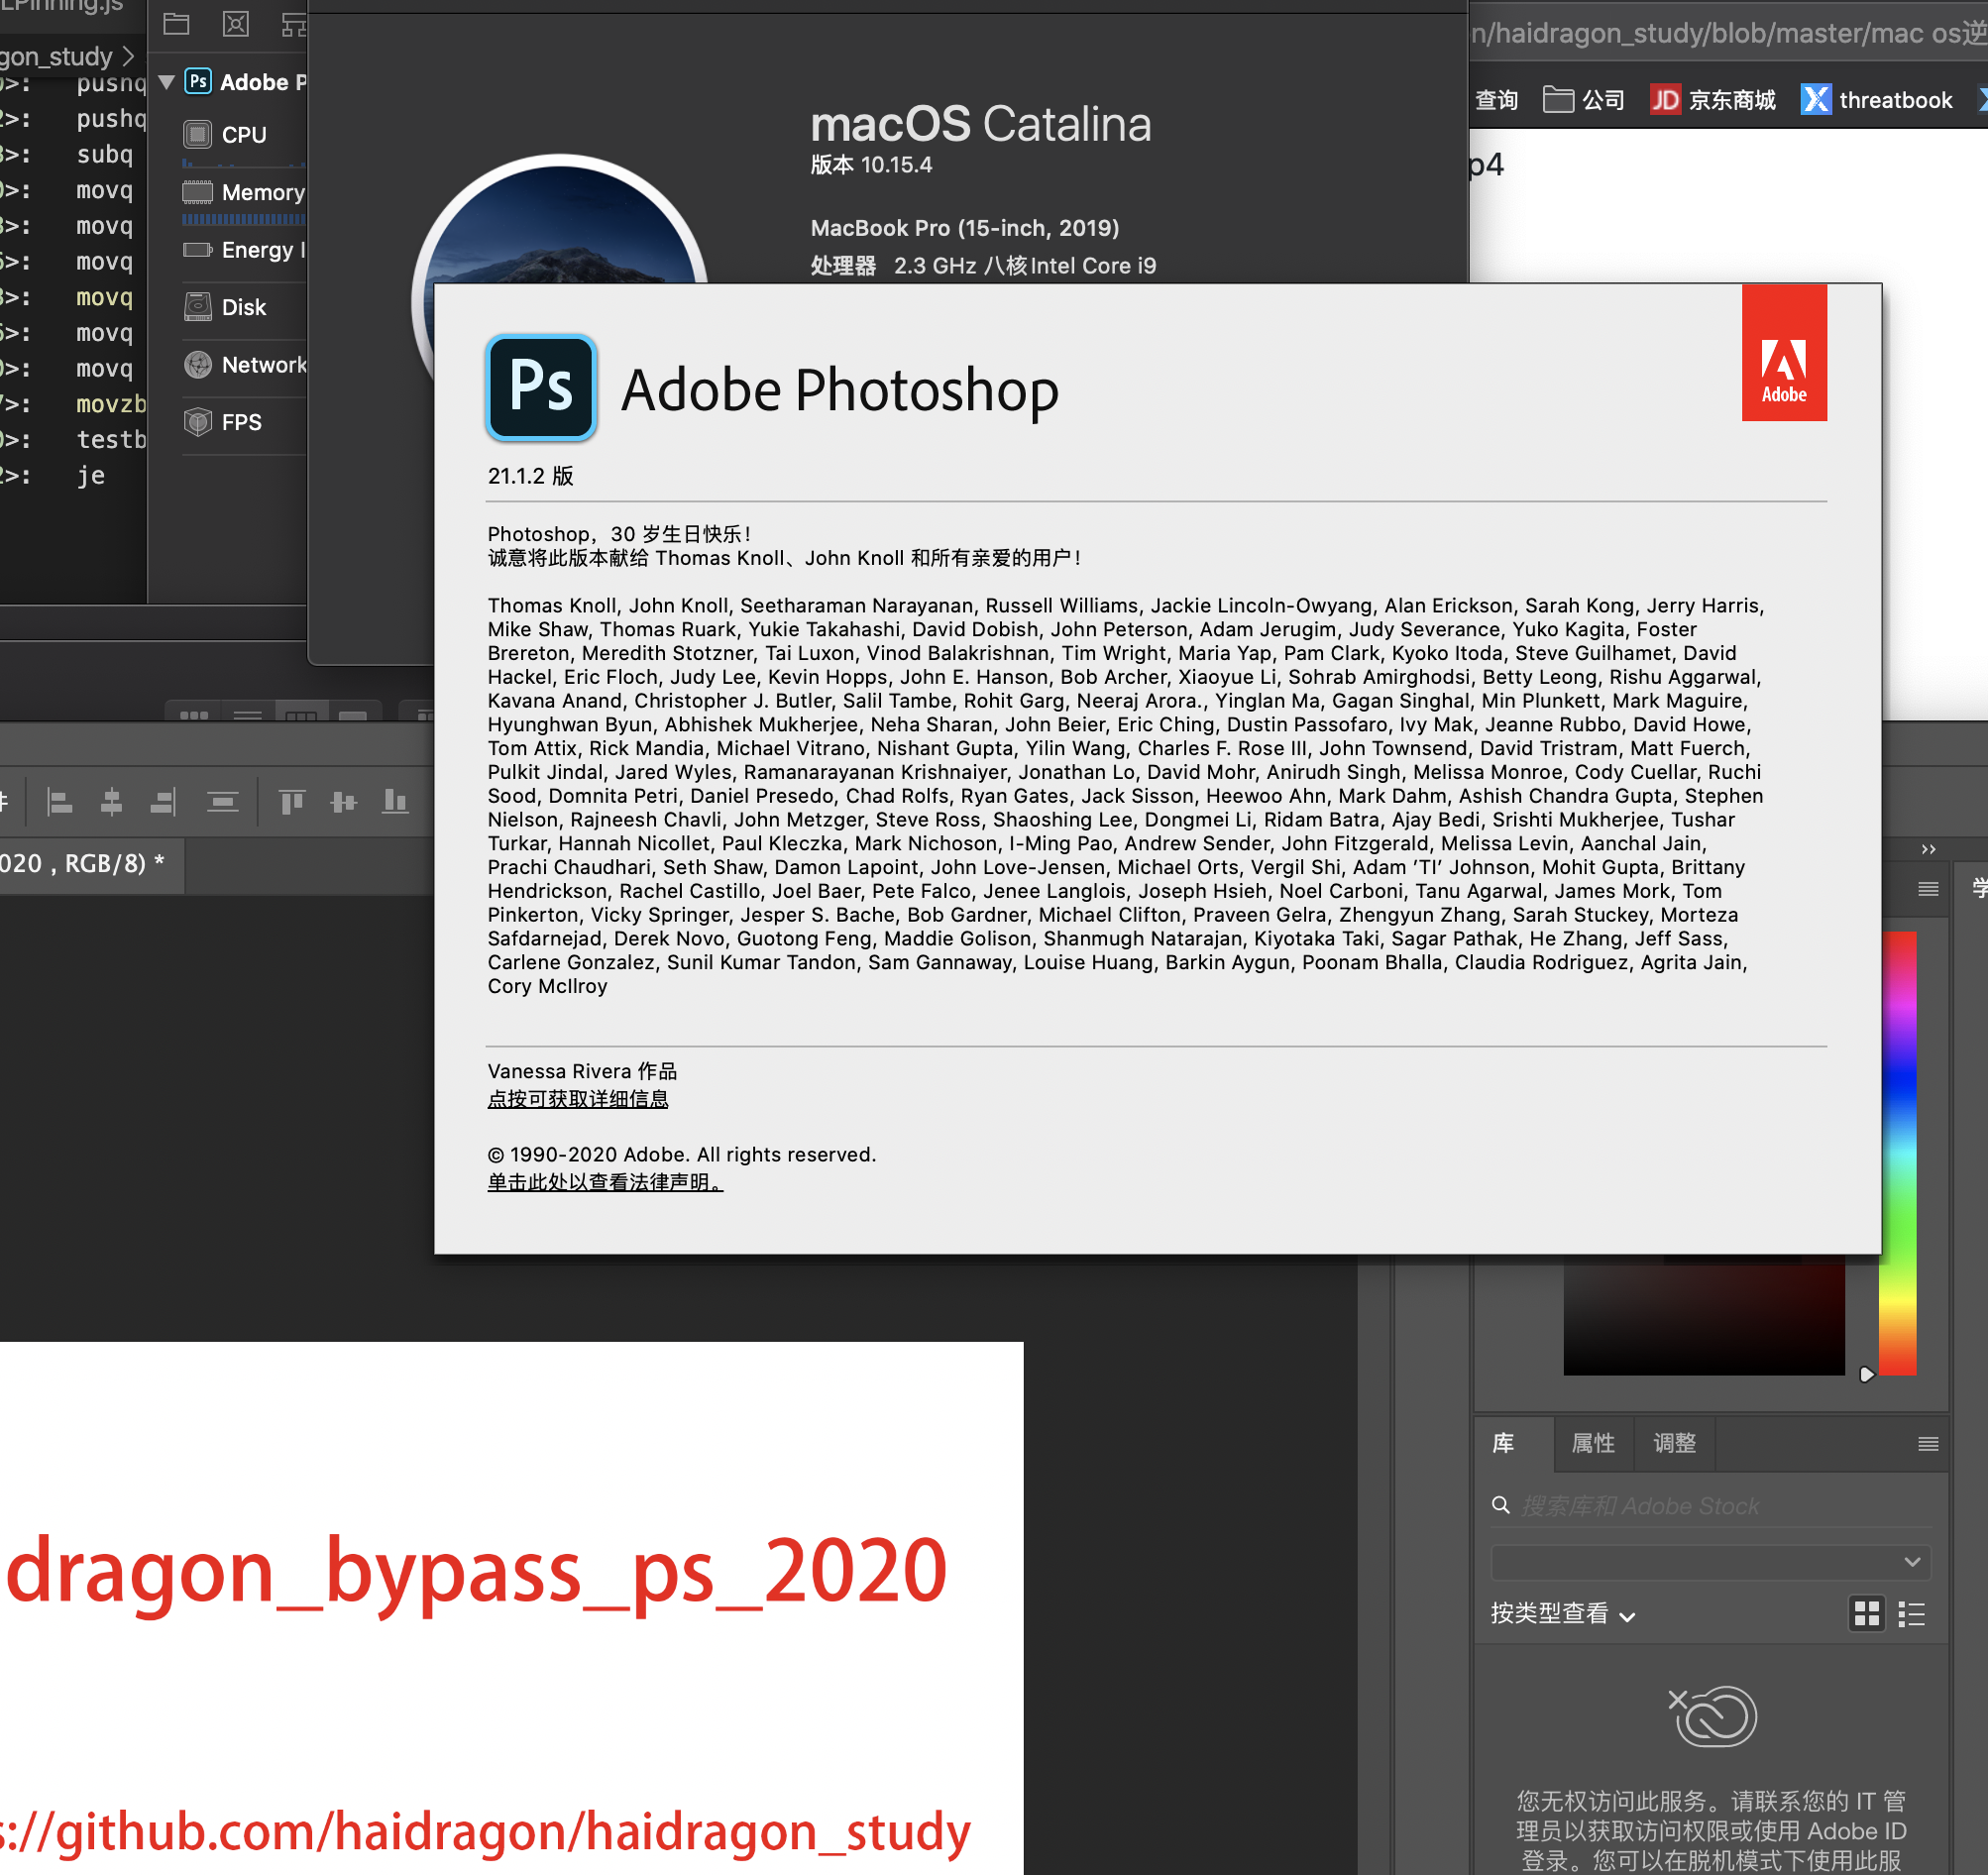 LPinning.js
gon_study
pushq
pushq
subq
movq
movq
movq
movq
movq
movq
movzb
testb
je
Ps Adobe P
CPU
Memory
Energy I
Disk
Network
FPS
macOS Catalina
版本 10.15.4
MacBook Pro (15-inch, 2019)
处理器 2.3 GHz 八核Intel Core i9
n/haidragon_study/blob/master/mac os逆
查询 公司 JD 京东商城 threatbook
p4
Ps Adobe Photoshop
Adobe
21.1.2 版
Photoshop，30 岁生日快乐！
诚意将此版本献给 Thomas Knoll、John Knoll 和所有亲爱的用户！
Thomas Knoll, John Knoll, Seetharaman Narayanan, Russell Williams, Jackie Lincoln-Owyang, Alan Erickson, Sarah Kong, Jerry Harris,
Mike Shaw, Thomas Ruark, Yukie Takahashi, David Dobish, John Peterson, Adam Jerugim, Judy Severance, Yuko Kagita, Foster
Brereton, Meredith Stotzner, Tai Luxon, Vinod Balakrishnan, Tim Wright, Maria Yap, Pam Clark, Kyoko Itoda, Steve Guilhamet, David
Hackel, Eric Floch, Judy Lee, Kevin Hopps, John E. Hanson, Bob Archer, Xiaoyue Li, Sohrab Amirghodsi, Betty Leong, Rishu Aggarwal,
Kavana Anand, Christopher J. Butler, Salil Tambe, Rohit Garg, Neeraj Arora., Yinglan Ma, Gagan Singhal, Min Plunkett, Mark Maguire,
Hyunghwan Byun, Abhishek Mukherjee, Neha Sharan, John Beier, Eric Ching, Dustin Passofaro, Ivy Mak, Jeanne Rubbo, David Howe,
Tom Attix, Rick Mandia, Michael Vitrano, Nishant Gupta, Yilin Wang, Charles F. Rose III, John Townsend, David Tristram, Matt Fuerch,
Pulkit Jindal, Jared Wyles, Ramanarayanan Krishnaiyer, Jonathan Lo, David Mohr, Anirudh Singh, Melissa Monroe, Cody Cuellar, Ruchi
Sood, Domnita Petri, Daniel Presedo, Chad Rolfs, Ryan Gates, Jack Sisson, Heewoo Ahn, Mark Dahm, Ashish Chandra Gupta, Stephen
Nielson, Rajneesh Chavli, John Metzger, Steve Ross, Shaoshing Lee, Dongmei Li, Ridam Batra, Ajay Bedi, Srishti Mukherjee, Tushar
Turkar, Hannah Nicollet, Paul Kleczka, Mark Nichoson, I-Ming Pao, Andrew Sender, John Fitzgerald, Melissa Levin, Aanchal Jain,
Prachi Chaudhari, Seth Shaw, Damon Lapoint, John Love-Jensen, Michael Orts, Vergil Shi, Adam ’TI’ Johnson, Mohit Gupta, Brittany
Hendrickson, Rachel Castillo, Joel Baer, Pete Falco, Jenee Langlois, Joseph Hsieh, Noel Carboni, Tanu Agarwal, James Mork, Tom
Pinkerton, Vicky Springer, Jesper S. Bache, Bob Gardner, Michael Clifton, Praveen Gelra, Zhengyun Zhang, Sarah Stuckey, Morteza
Safdarnejad, Derek Novo, Guotong Feng, Maddie Golison, Shanmugh Natarajan, Kiyotaka Taki, Sagar Pathak, He Zhang, Jeff Sass,
Carlene Gonzalez, Sunil Kumar Tandon, Sam Gannaway, Louise Huang, Barkin Aygun, Poonam Bhalla, Claudia Rodriguez, Agrita Jain,
Cory McIlroy
Vanessa Rivera 作品
点按可获取详细信息
© 1990-2020 Adobe. All rights reserved.
单击此处以查看法律声明。
020 , RGB/8) *
学
dragon_bypass_ps_2020
s://github.com/haidragon/haidragon_study
库 属性 调整
搜索库和 Adobe Stock
按类型查看
您无权访问此服务。请联系您的 IT 管
理员以获取访问权限或使用 Adobe ID
登录。您可以在脱机模式下使用此服